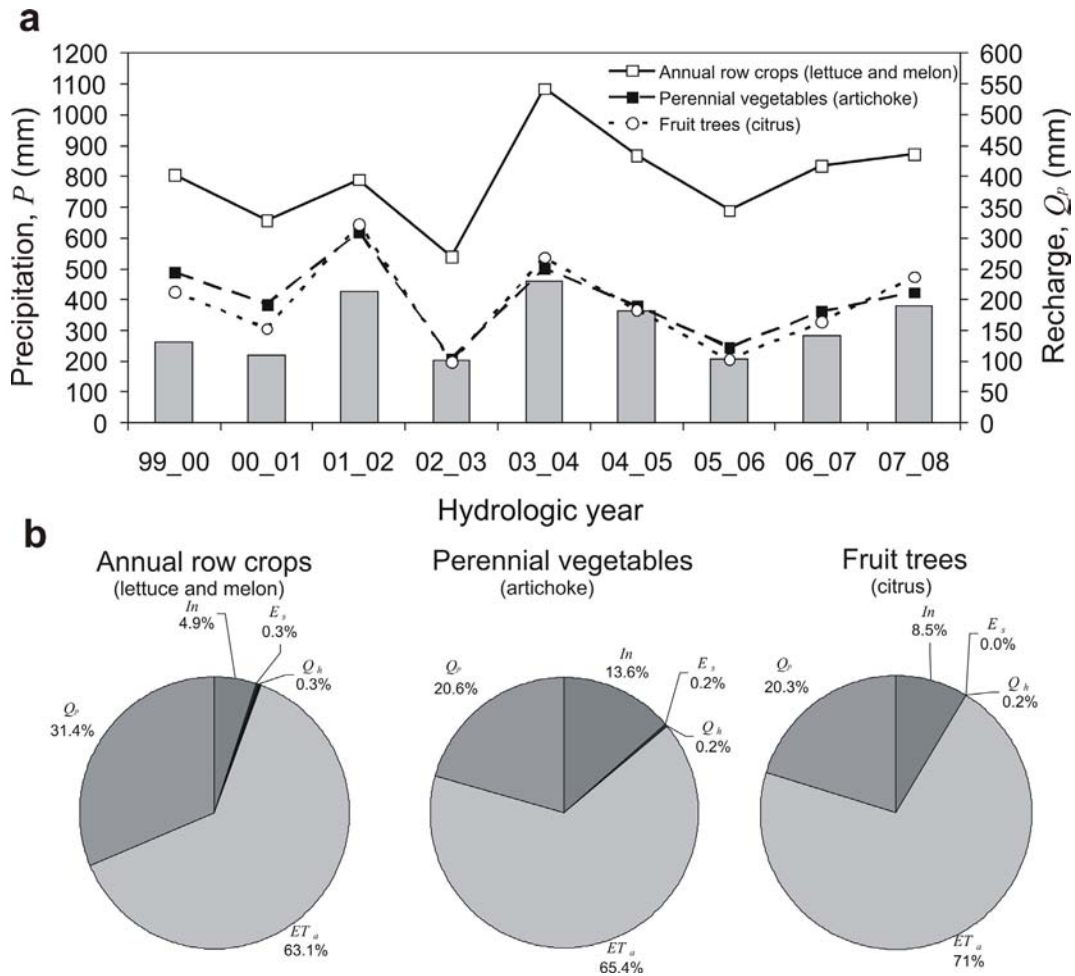 a
1200
1100
1000
900
800
700
600
500
400
300
200
100
0
Precipitation, P (mm)
600
550
500
450
400
350
300
250
200
150
100
50
0
Recharge, Qp (mm)
Annual row crops (lettuce and melon)
Perennial vegetables (artichoke)
Fruit trees (citrus)
99_00 00_01 01_02 02_03 03_04 04_05 05_06 06_07 07_08
Hydrologic year
b
Annual row crops
(lettuce and melon)
In
4.9%
Es
0.3%
Qh
0.3%
Qp
31.4%
ETa
63.1%
Perennial vegetables
(artichoke)
In
13.6%
Es
0.2%
Qh
0.2%
Qp
20.6%
ETa
65.4%
Fruit trees
(citrus)
In
8.5%
Es
0.0%
Qh
0.2%
Qp
20.3%
ETa
71%